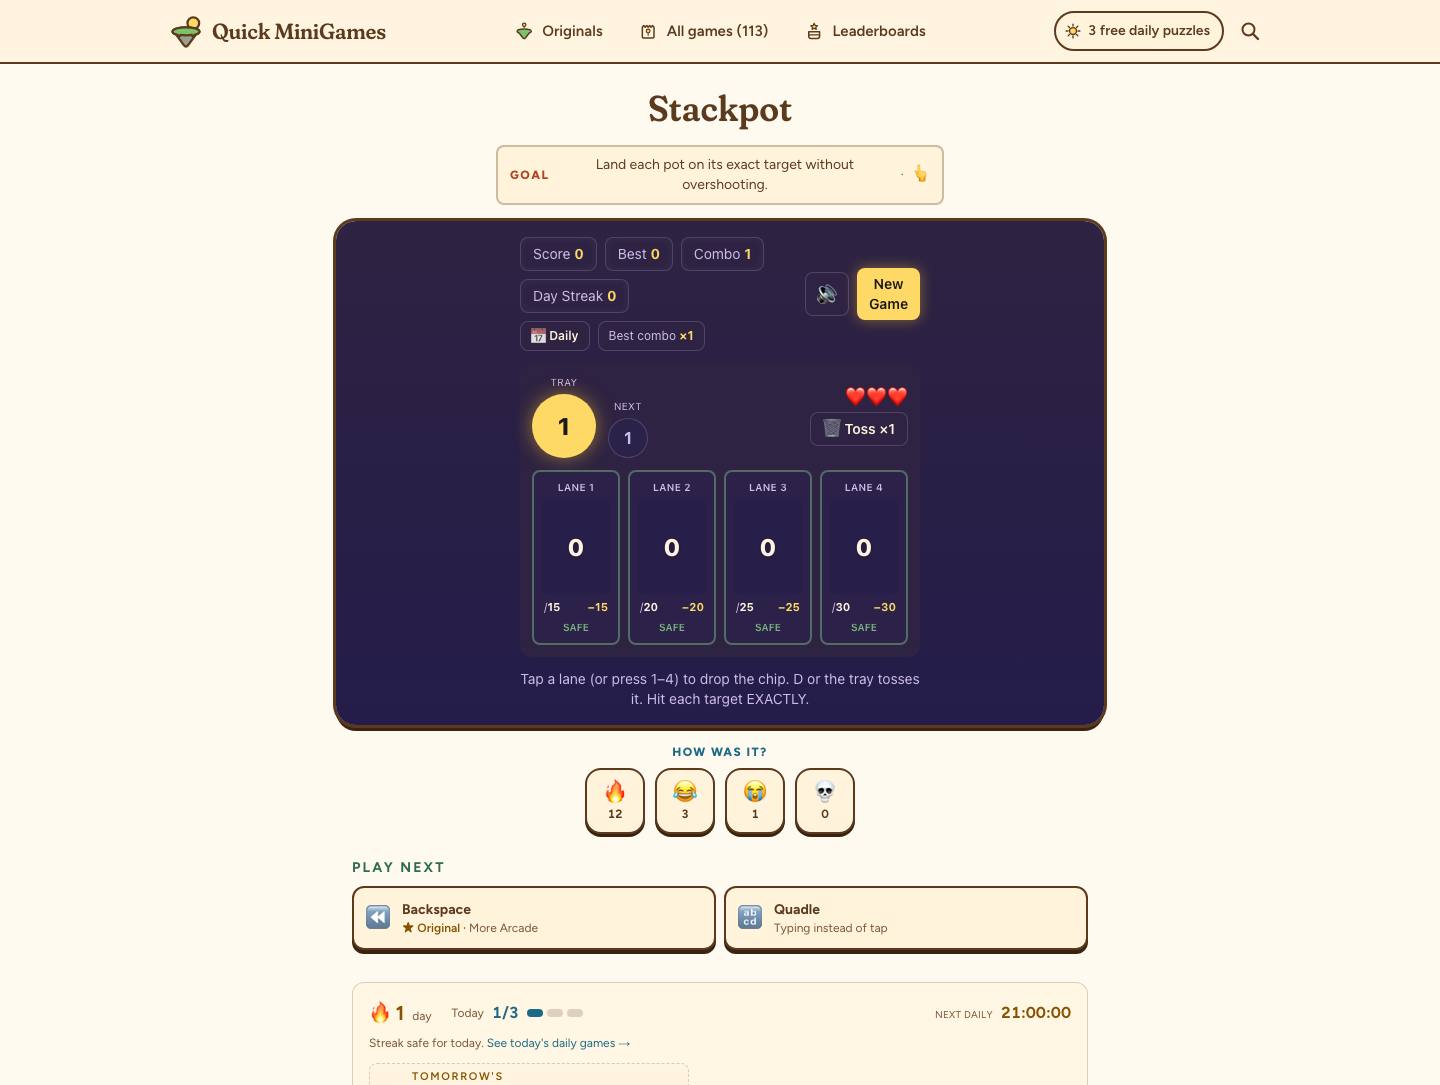 Quick MiniGames
Originals
All games (113)
Leaderboards
3 free daily puzzles
Stackpot
GOAL
Land each pot on its exact target without
overshooting.
·
Score 0
Best 0
Combo 1
Day Streak 0
New
Game
Daily
Best combo ×1
TRAY
1
NEXT
1
Toss ×1
LANE 1
LANE 2
LANE 3
LANE 4
0
0
0
0
/15 −15
/20 −20
/25 −25
/30 −30
SAFE
SAFE
SAFE
SAFE
Tap a lane (or press 1–4) to drop the chip. D or the tray tosses
it. Hit each target EXACTLY.
HOW WAS IT?
12
3
1
0
PLAY NEXT
Backspace
Original · More Arcade
Quadle
Typing instead of tap
1 day
Today 1/3
NEXT DAILY 21:00:00
Streak safe for today. See today's daily games →
TOMORROW'S